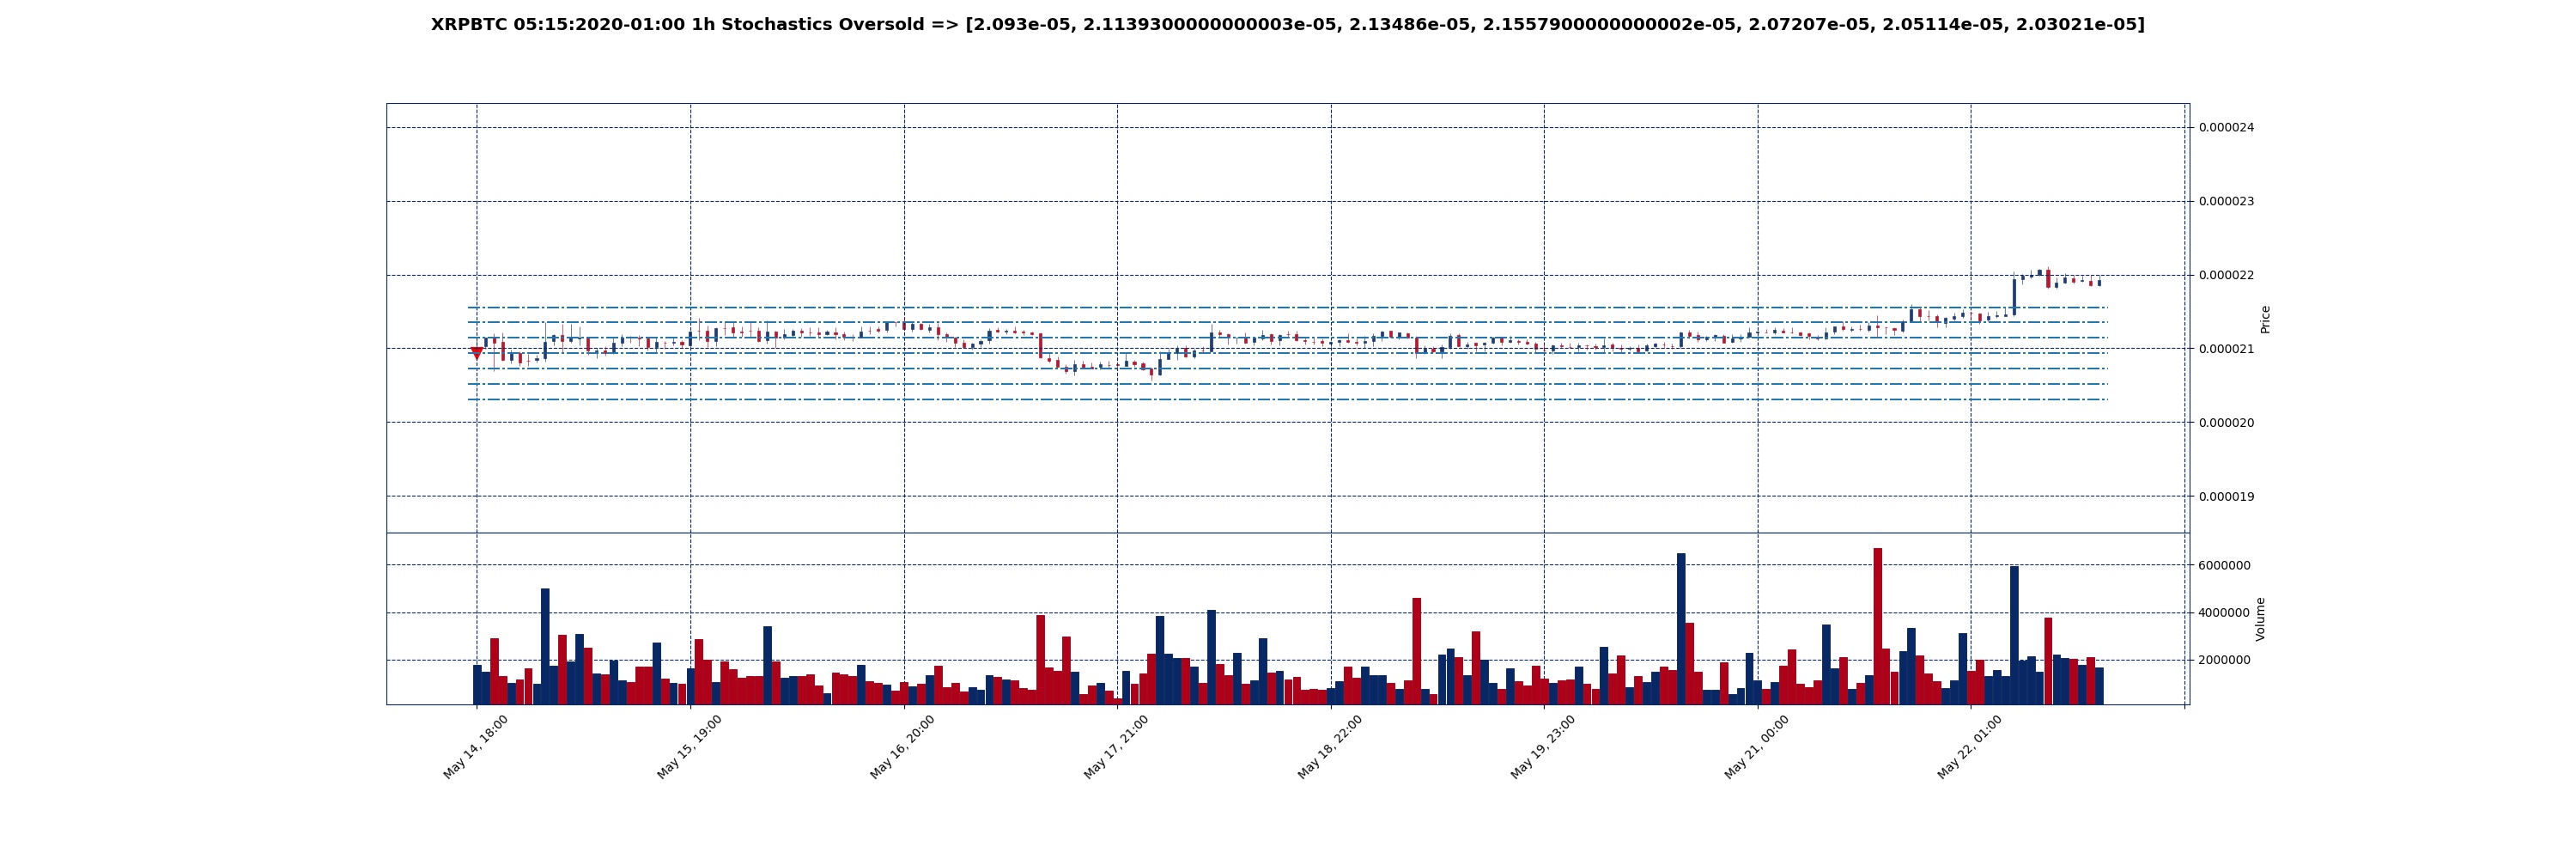 XRPBTC 05:15:2020-01:00 1h Stochastics Oversold => [2.093e-05, 2.1139300000000003e-05, 2.13486e-05, 2.1557900000000002e-05, 2.07207e-05, 2.05114e-05, 2.03021e-05]
0.000024
0.000023
0.000022
0.000021
0.000020
0.000019
Price
6000000
4000000
2000000
Volume
May 14, 18:00
May 15, 19:00
May 16, 20:00
May 17, 21:00
May 18, 22:00
May 19, 23:00
May 21, 00:00
May 22, 01:00